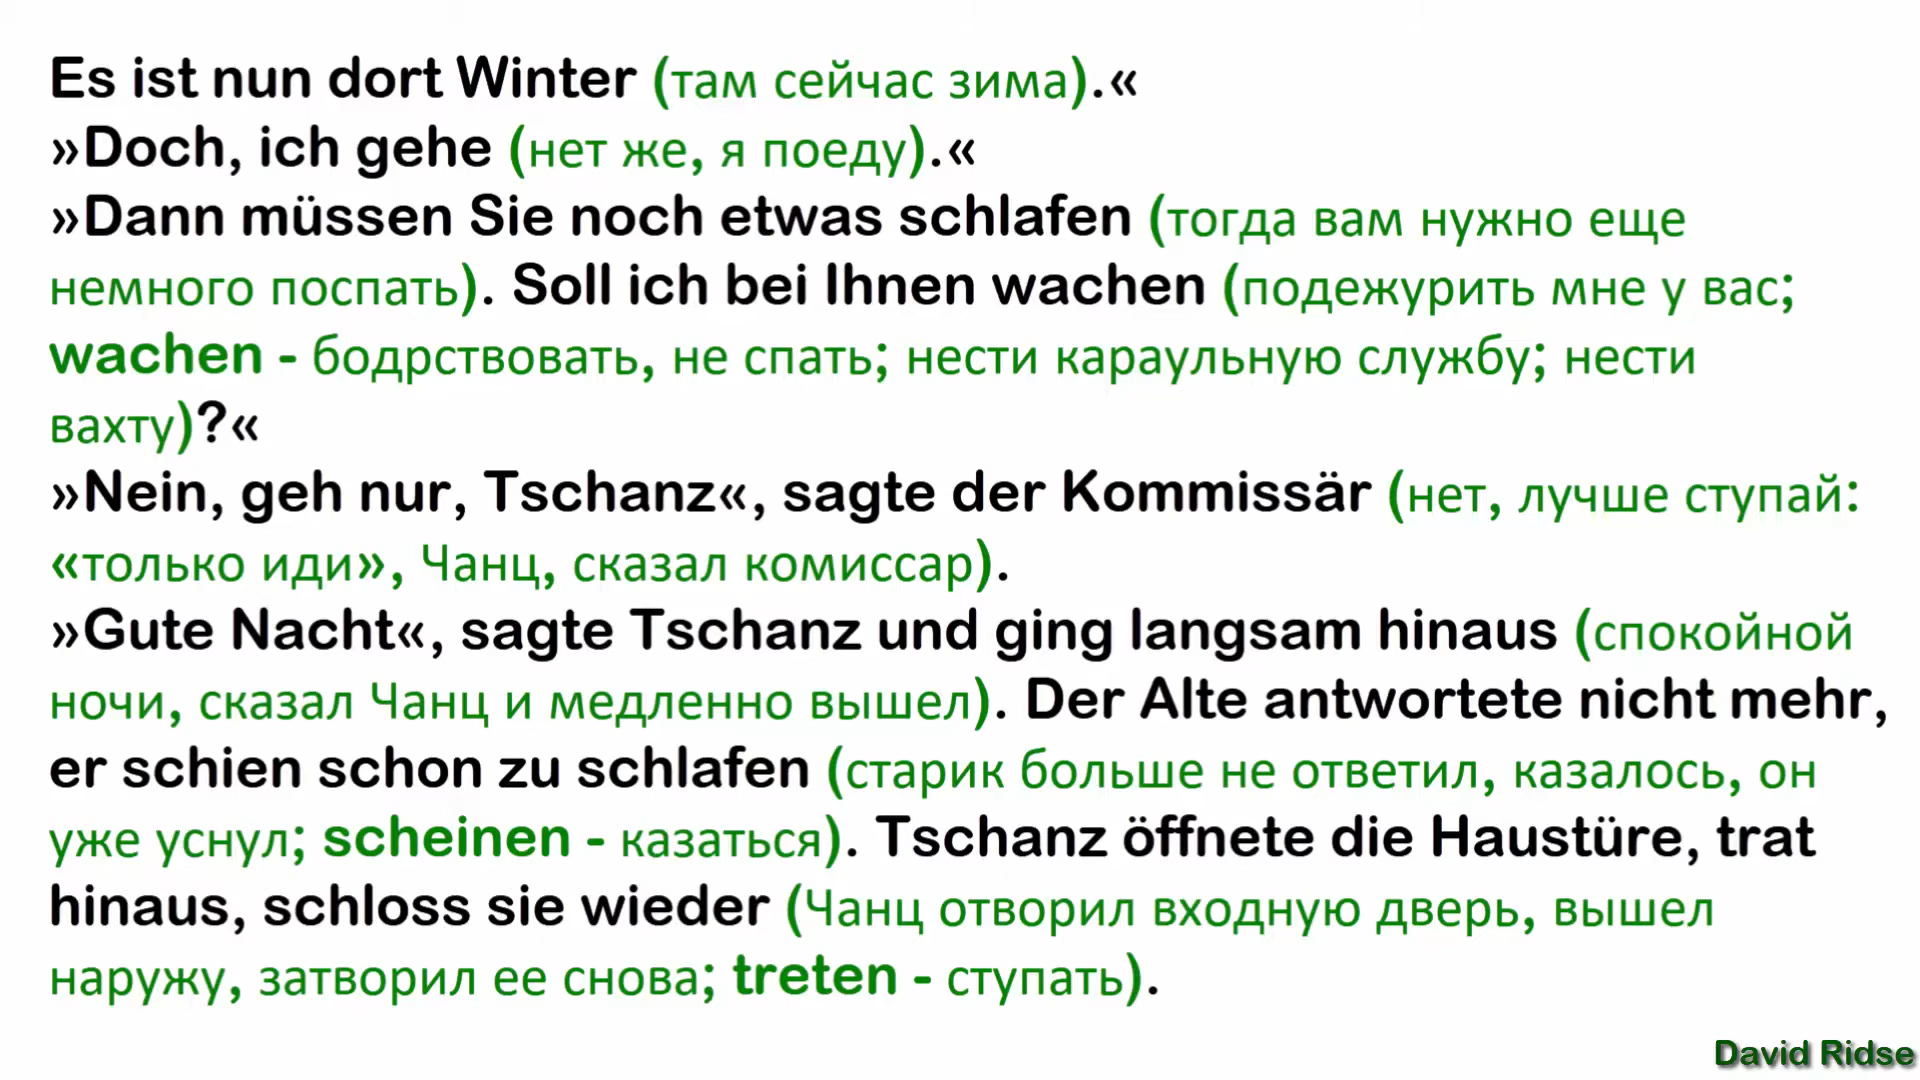 Es ist nun dort Winter (там сейчас зима).«
»Doch, ich gehe (нет же, я поеду).«
»Dann müssen Sie noch etwas schlafen (тогда вам нужно еще
немного поспать). Soll ich bei Ihnen wachen (подежурить мне у вас;
wachen - бодрствовать, не спать; нести караульную службу; нести
вахту)?«
»Nein, geh nur, Tschanz«, sagte der Kommissär (нет, лучше ступай:
«только иди», Чанц, сказал комиссар).
»Gute Nacht«, sagte Tschanz und ging langsam hinaus (спокойной
ночи, сказал Чанц и медленно вышел). Der Alte antwortete nicht mehr,
er schien schon zu schlafen (старик больше не ответил, казалось, он
уже уснул; scheinen - казаться). Tschanz öffnete die Haustüre, trat
hinaus, schloss sie wieder (Чанц отворил входную дверь, вышел
наружу, затворил ее снова; treten - ступать).
David Ridse